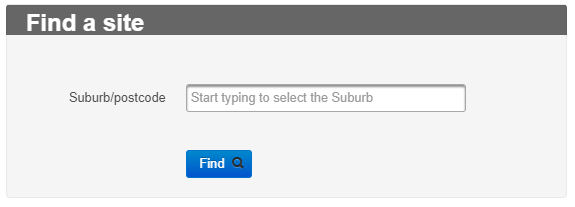 Find a site
Suburb/postcode
Start typing to select the Suburb
Find